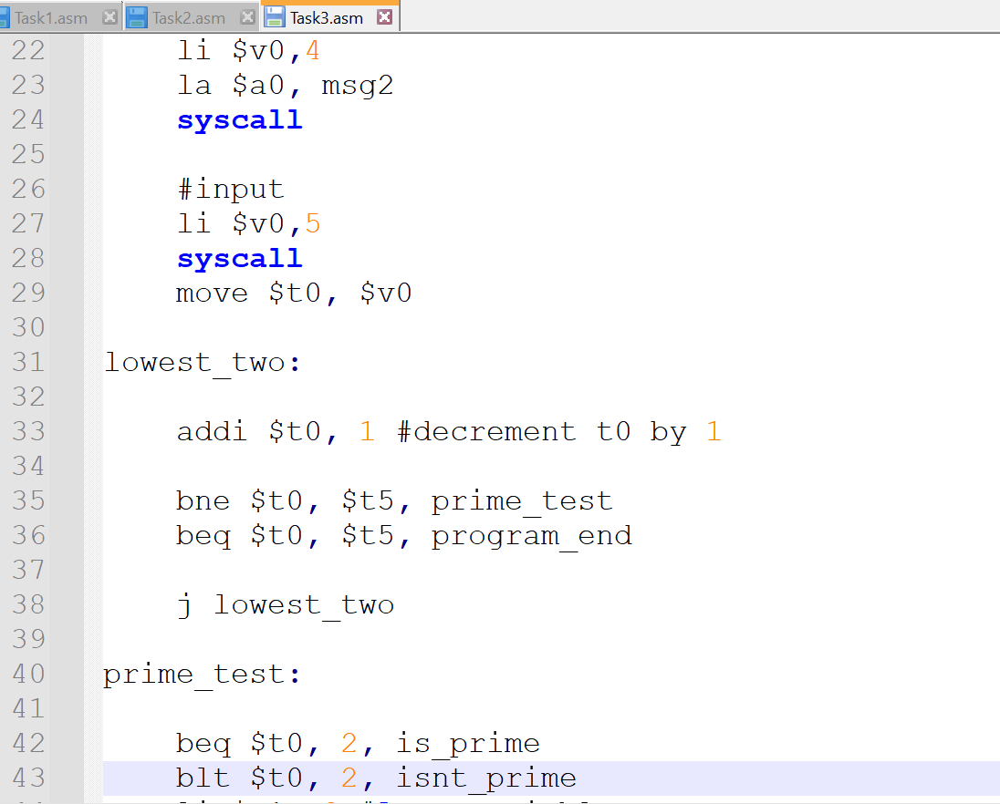 Task1.asm Task2.asm Task3.asm
22 li $v0,4
23 la $a0, msg2
24 syscall
25
26 #input
27 li $v0,5
28 syscall
29 move $t0, $v0
30
31 lowest_two:
32
33 addi $t0, 1 #decrement t0 by 1
34
35 bne $t0, $t5, prime_test
36 beq $t0, $t5, program_end
37
38 j lowest_two
39
40 prime_test:
41
42 beq $t0, 2, is_prime
43 blt $t0, 2, isnt_prime